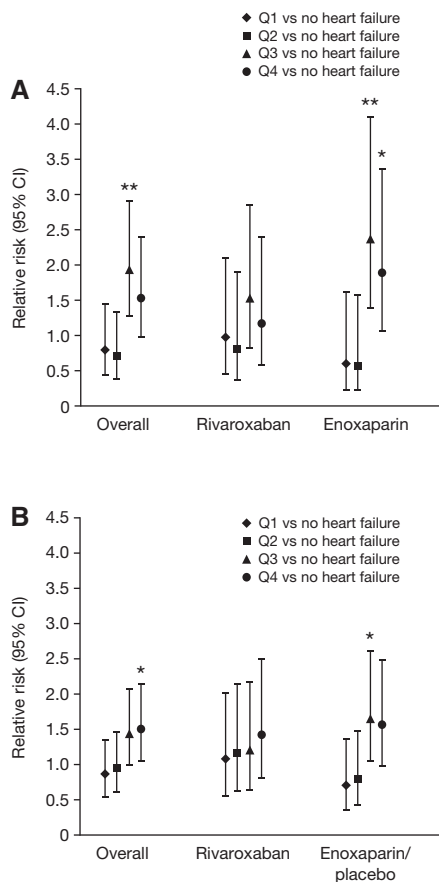 ◆ Q1 vs no heart failure
■ Q2 vs no heart failure
▲ Q3 vs no heart failure
● Q4 vs no heart failure
A
Relative risk (95% CI)
4.5
4.0
3.5
3.0
2.5
2.0
1.5
1.0
0.5
0
**
**
*
Overall Rivaroxaban Enoxaparin
B
Relative risk (95% CI)
4.5
4.0
3.5
3.0
2.5
2.0
1.5
1.0
0.5
0
◆ Q1 vs no heart failure
■ Q2 vs no heart failure
▲ Q3 vs no heart failure
● Q4 vs no heart failure
*
*
Overall Rivaroxaban Enoxaparin/
placebo